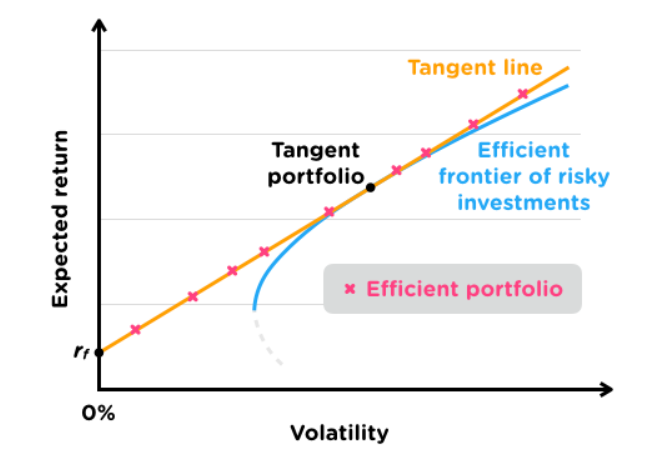 Tangent line
Tangent
portfolio
Efficient
frontier of risky
investments
Expected return
× Efficient portfolio
rf
0%
Volatility